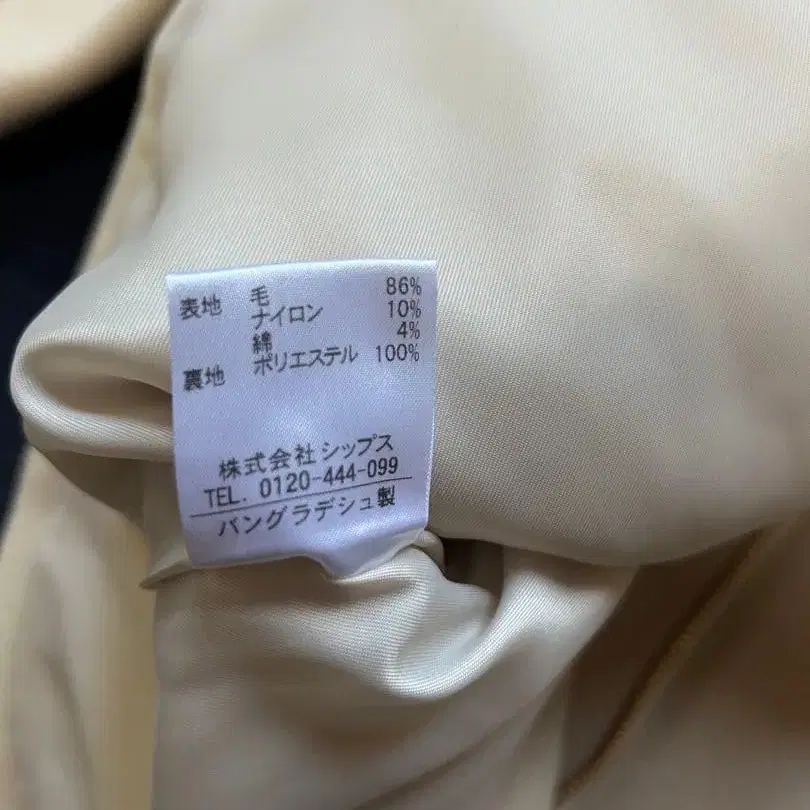 表地 毛 86%
ナイロン 10%
綿 4%
裏地 ポリエステル 100%
株式会社 シップス
TEL. 0120-444-099
バングラデシュ製